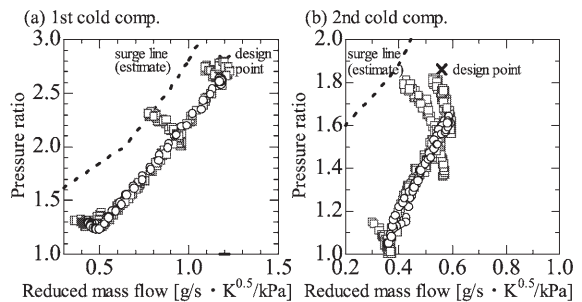 (a) 1st cold comp.
3.0
2.5
2.0
1.5
1.0
0.5
1.0
1.5
surge line
(estimate)
design
point
Pressure ratio
Reduced mass flow [g/s・K^0.5/kPa]
(b) 2nd cold comp.
2.0
1.8
1.6
1.4
1.2
1.0
0.2
0.4
0.6
0.8
1.0
surge line
(estimate)
design point
Pressure ratio
Reduced mass flow [g/s・K^0.5/kPa]